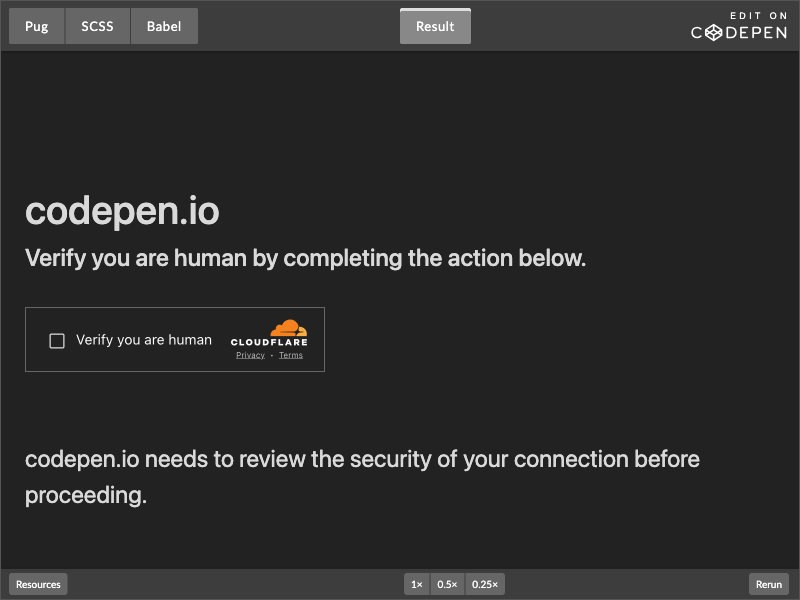 Pug
SCSS
Babel
Result
EDIT ON
CODEPEN
codepen.io
Verify you are human by completing the action below.
Verify you are human
CLOUDFLARE
Privacy • Terms
codepen.io needs to review the security of your connection before
proceeding.
Resources
1×
0.5×
0.25×
Rerun